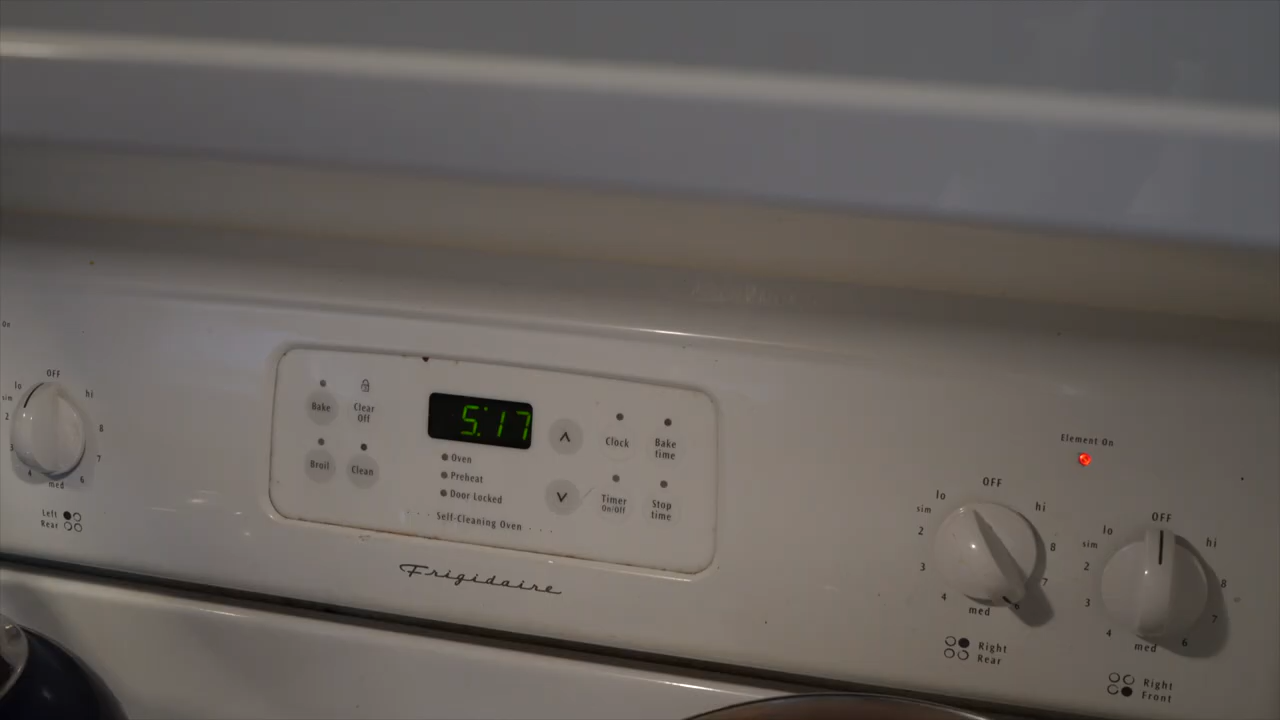 On
OFF
lo
hi
sim
2
8
3
7
4
6
med
Left
Rear
Bake
Clear
Off
Broil
Clean
5:17
Oven
Preheat
Door Locked
Self-Cleaning Oven
Clock
Bake
time
Timer
On/Off
Stop
time
Frigidaire
Element On
OFF
lo
hi
sim
2
8
3
7
4
6
med
Right
Rear
OFF
lo
hi
sim
2
8
3
7
4
6
med
Right
Front